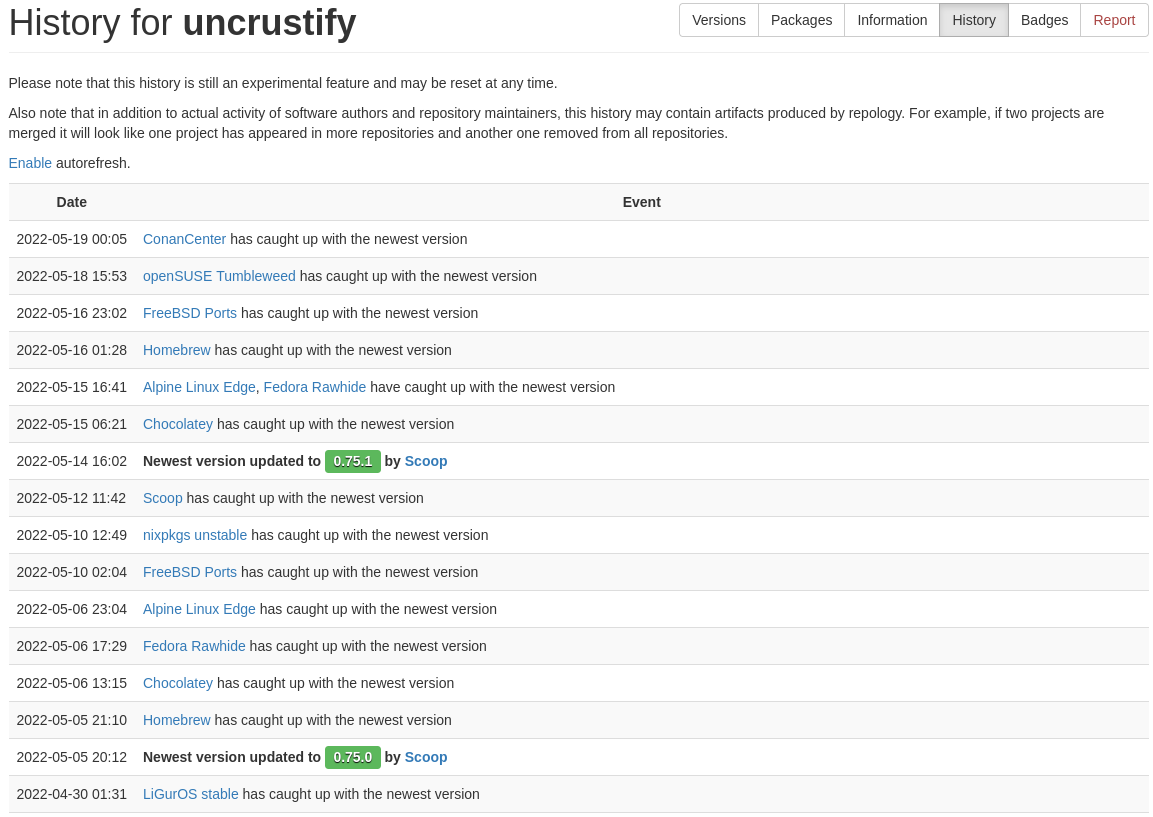 History for uncrustify
Versions Packages Information History Badges Report
Please note that this history is still an experimental feature and may be reset at any time.
Also note that in addition to actual activity of software authors and repository maintainers, this history may contain artifacts produced by repology. For example, if two projects are
merged it will look like one project has appeared in more repositories and another one removed from all repositories.
Enable autorefresh.
Date Event
2022-05-19 00:05 ConanCenter has caught up with the newest version
2022-05-18 15:53 openSUSE Tumbleweed has caught up with the newest version
2022-05-16 23:02 FreeBSD Ports has caught up with the newest version
2022-05-16 01:28 Homebrew has caught up with the newest version
2022-05-15 16:41 Alpine Linux Edge, Fedora Rawhide have caught up with the newest version
2022-05-15 06:21 Chocolatey has caught up with the newest version
2022-05-14 16:02 Newest version updated to 0.75.1 by Scoop
2022-05-12 11:42 Scoop has caught up with the newest version
2022-05-10 12:49 nixpkgs unstable has caught up with the newest version
2022-05-10 02:04 FreeBSD Ports has caught up with the newest version
2022-05-06 23:04 Alpine Linux Edge has caught up with the newest version
2022-05-06 17:29 Fedora Rawhide has caught up with the newest version
2022-05-06 13:15 Chocolatey has caught up with the newest version
2022-05-05 21:10 Homebrew has caught up with the newest version
2022-05-05 20:12 Newest version updated to 0.75.0 by Scoop
2022-04-30 01:31 LiGurOS stable has caught up with the newest version